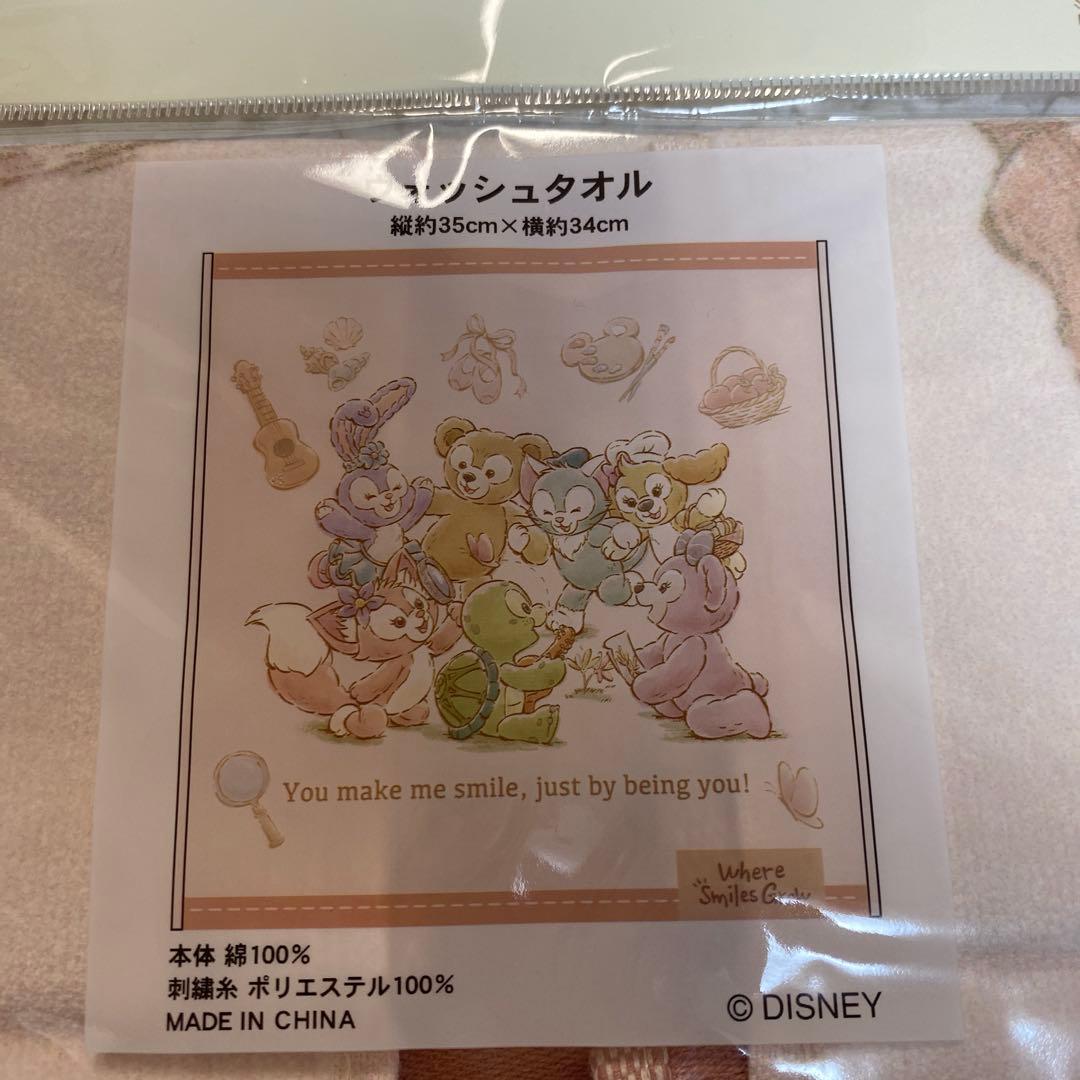 ウォッシュタオル
縦約35cm×横約34cm
You make me smile, just by being you!
Where
Smiles Grow
本体 綿100%
刺繍糸 ポリエステル100%
MADE IN CHINA
© DISNEY